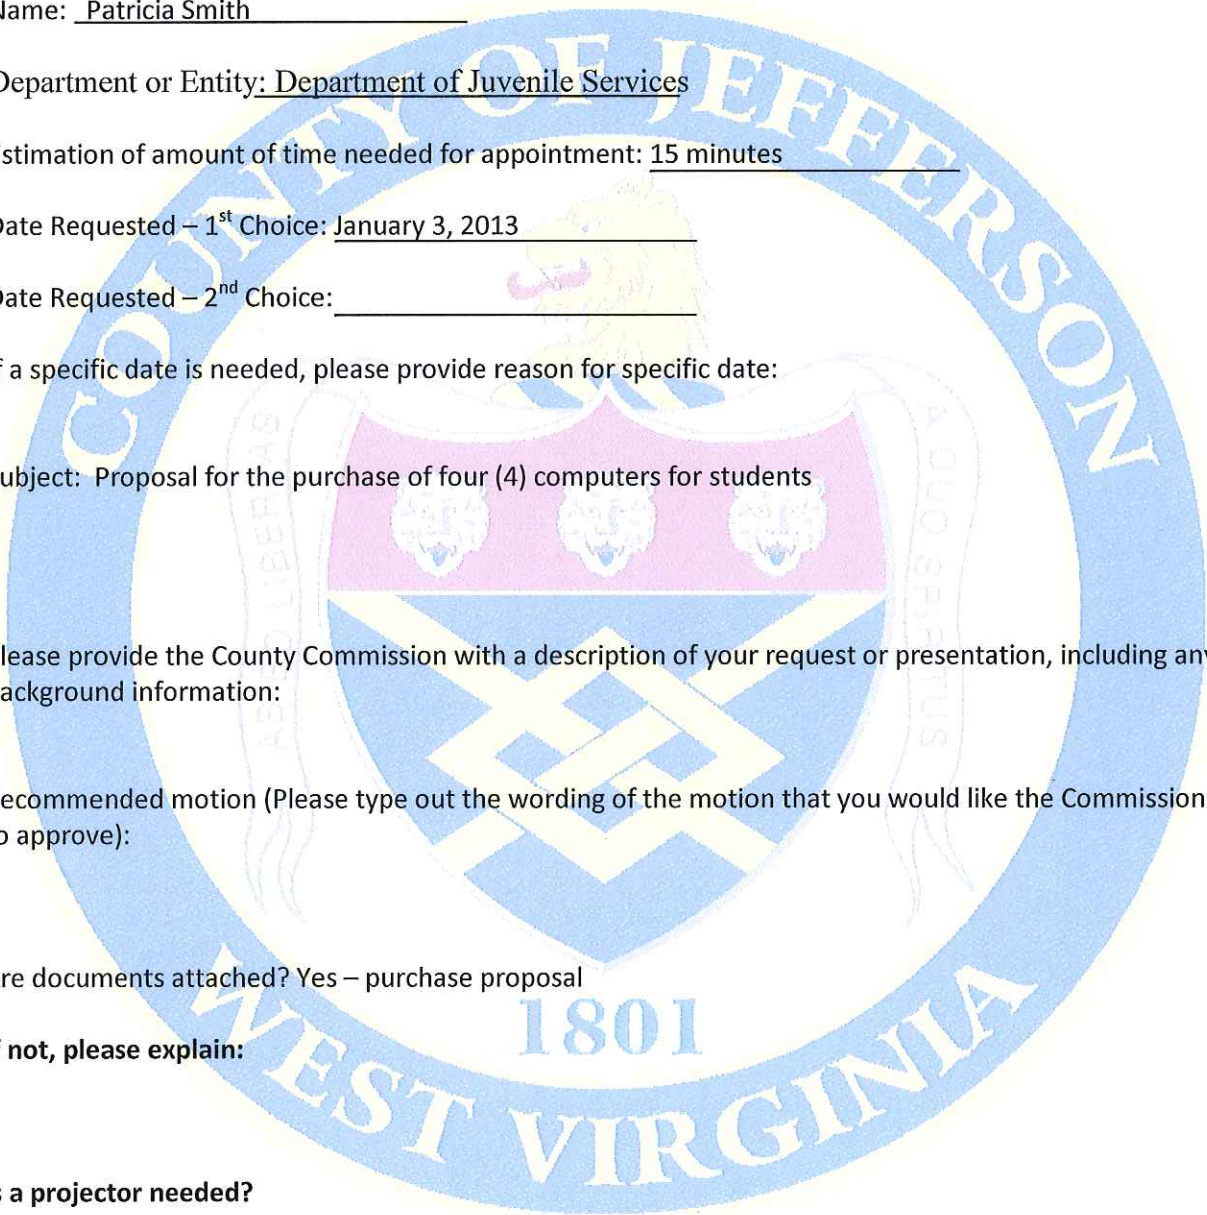 Name: Patricia Smith
Department or Entity: Department of Juvenile Services
stimation of amount of time needed for appointment: 15 minutes
Date Requested – 1st Choice: January 3, 2013
Date Requested – 2nd Choice:
f a specific date is needed, please provide reason for specific date:
ubject: Proposal for the purchase of four (4) computers for students
lease provide the County Commission with a description of your request or presentation, including any
ackground information:
ecommended motion (Please type out the wording of the motion that you would like the Commission
o approve):
re documents attached? Yes – purchase proposal
f not, please explain:
s a projector needed?
COUNTY OF JEFFERSON
AB EO LIBERTAS
A QUO SPIRITUS
1801
WEST VIRGINIA